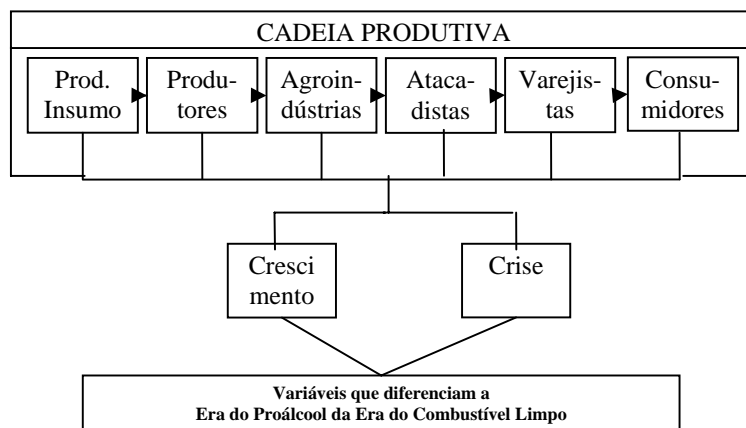 CADEIA PRODUTIVA
Prod.
Insumo
Produ-
tores
Agroin-
dústrias
Ataca-
distas
Varejis-
tas
Consu-
midores
Cresci
mento
Crise
Variáveis que diferenciam a
Era do Proálcool da Era do Combustível Limpo